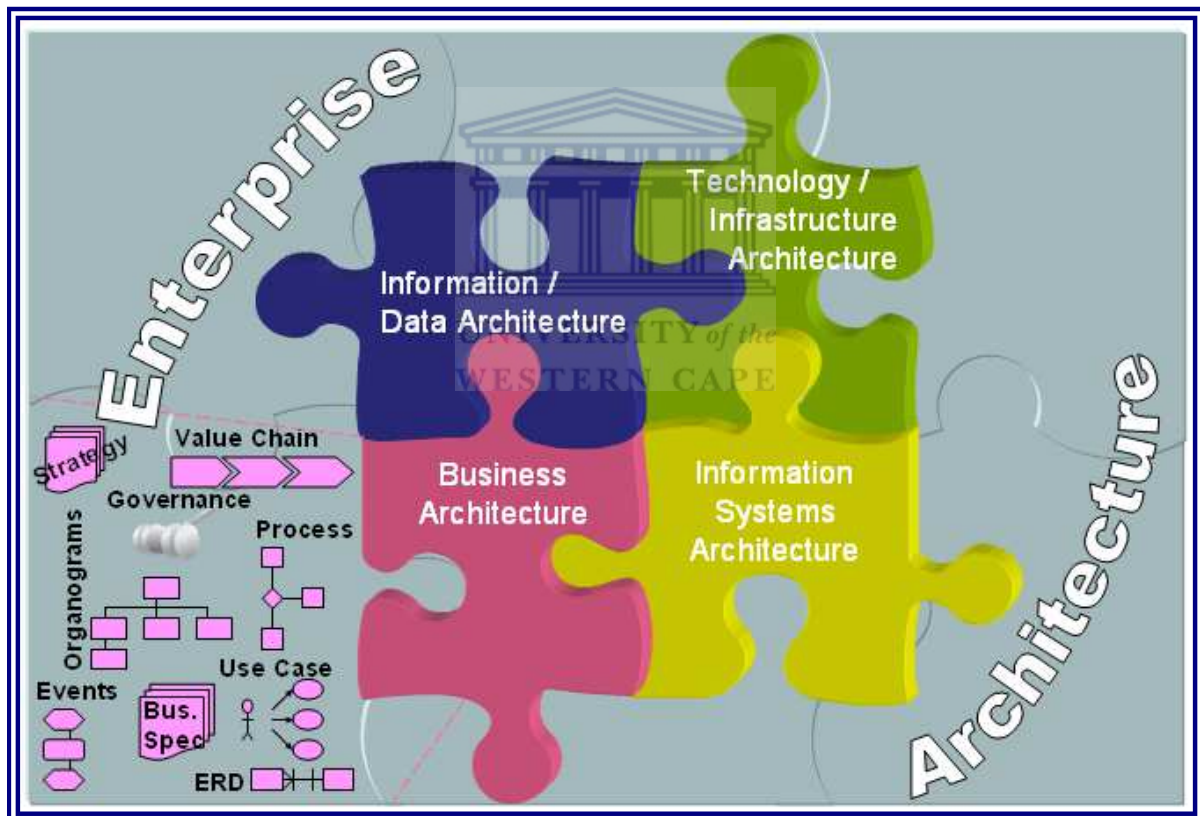 Enterprise
Technology /
Infrastructure
Architecture
Information /
Data Architecture
UNIVERSITY of the
WESTERN CAPE
Strategy
Value Chain
Governance
Business
Architecture
Information
Systems
Architecture
Process
Organograms
Use Case
Events
Bus.
Spec
ERD
Architecture